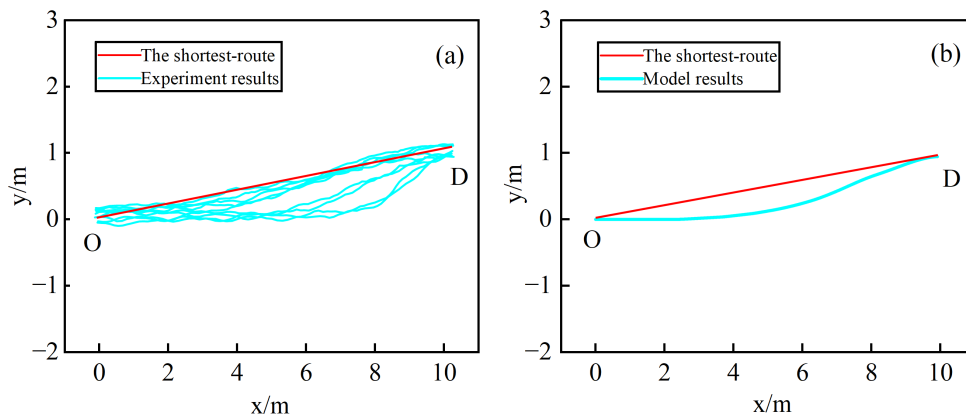 The shortest-route
Experiment results
(a)
3
2
1
0
−1
−2
y/m
O
D
0
2
4
6
8
10
x/m
The shortest-route
Model results
(b)
3
2
1
0
−1
−2
y/m
O
D
0
2
4
6
8
10
x/m